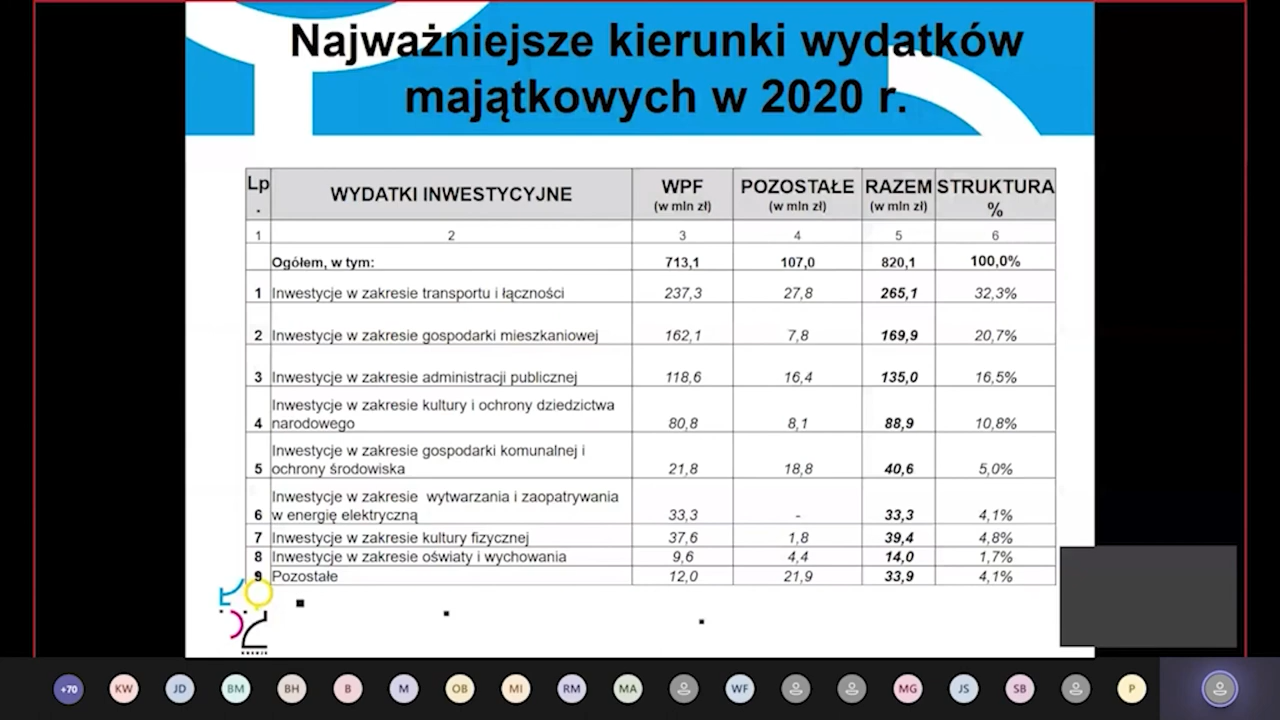 Najważniejsze kierunki wydatków
majątkowych w 2020 r.
Lp
.
WYDATKI INWESTYCYJNE
WPF
(w mln zł)
POZOSTAŁE
(w mln zł)
RAZEM
(w mln zł)
STRUKTURA
%
1 2 3 4 5 6
Ogółem, w tym: 713,1 107,0 820,1 100,0%
1 Inwestycje w zakresie transportu i łączności 237,3 27,8 265,1 32,3%
2 Inwestycje w zakresie gospodarki mieszkaniowej 162,1 7,8 169,9 20,7%
3 Inwestycje w zakresie administracji publicznej 118,6 16,4 135,0 16,5%
Inwestycje w zakresie kultury i ochrony dziedzictwa
4 narodowego 80,8 8,1 88,9 10,8%
Inwestycje w zakresie gospodarki komunalnej i
5 ochrony środowiska 21,8 18,8 40,6 5,0%
Inwestycje w zakresie wytwarzania i zaopatrywania
6 w energię elektryczną 33,3 - 33,3 4,1%
7 Inwestycje w zakresie kultury fizycznej 37,6 1,8 39,4 4,8%
8 Inwestycje w zakresie oświaty i wychowania 9,6 4,4 14,0 1,7%
9 Pozostałe 12,0 21,9 33,9 4,1%
+70 KW JD BM BH B M OB MI RM MA WF MG JS SB P